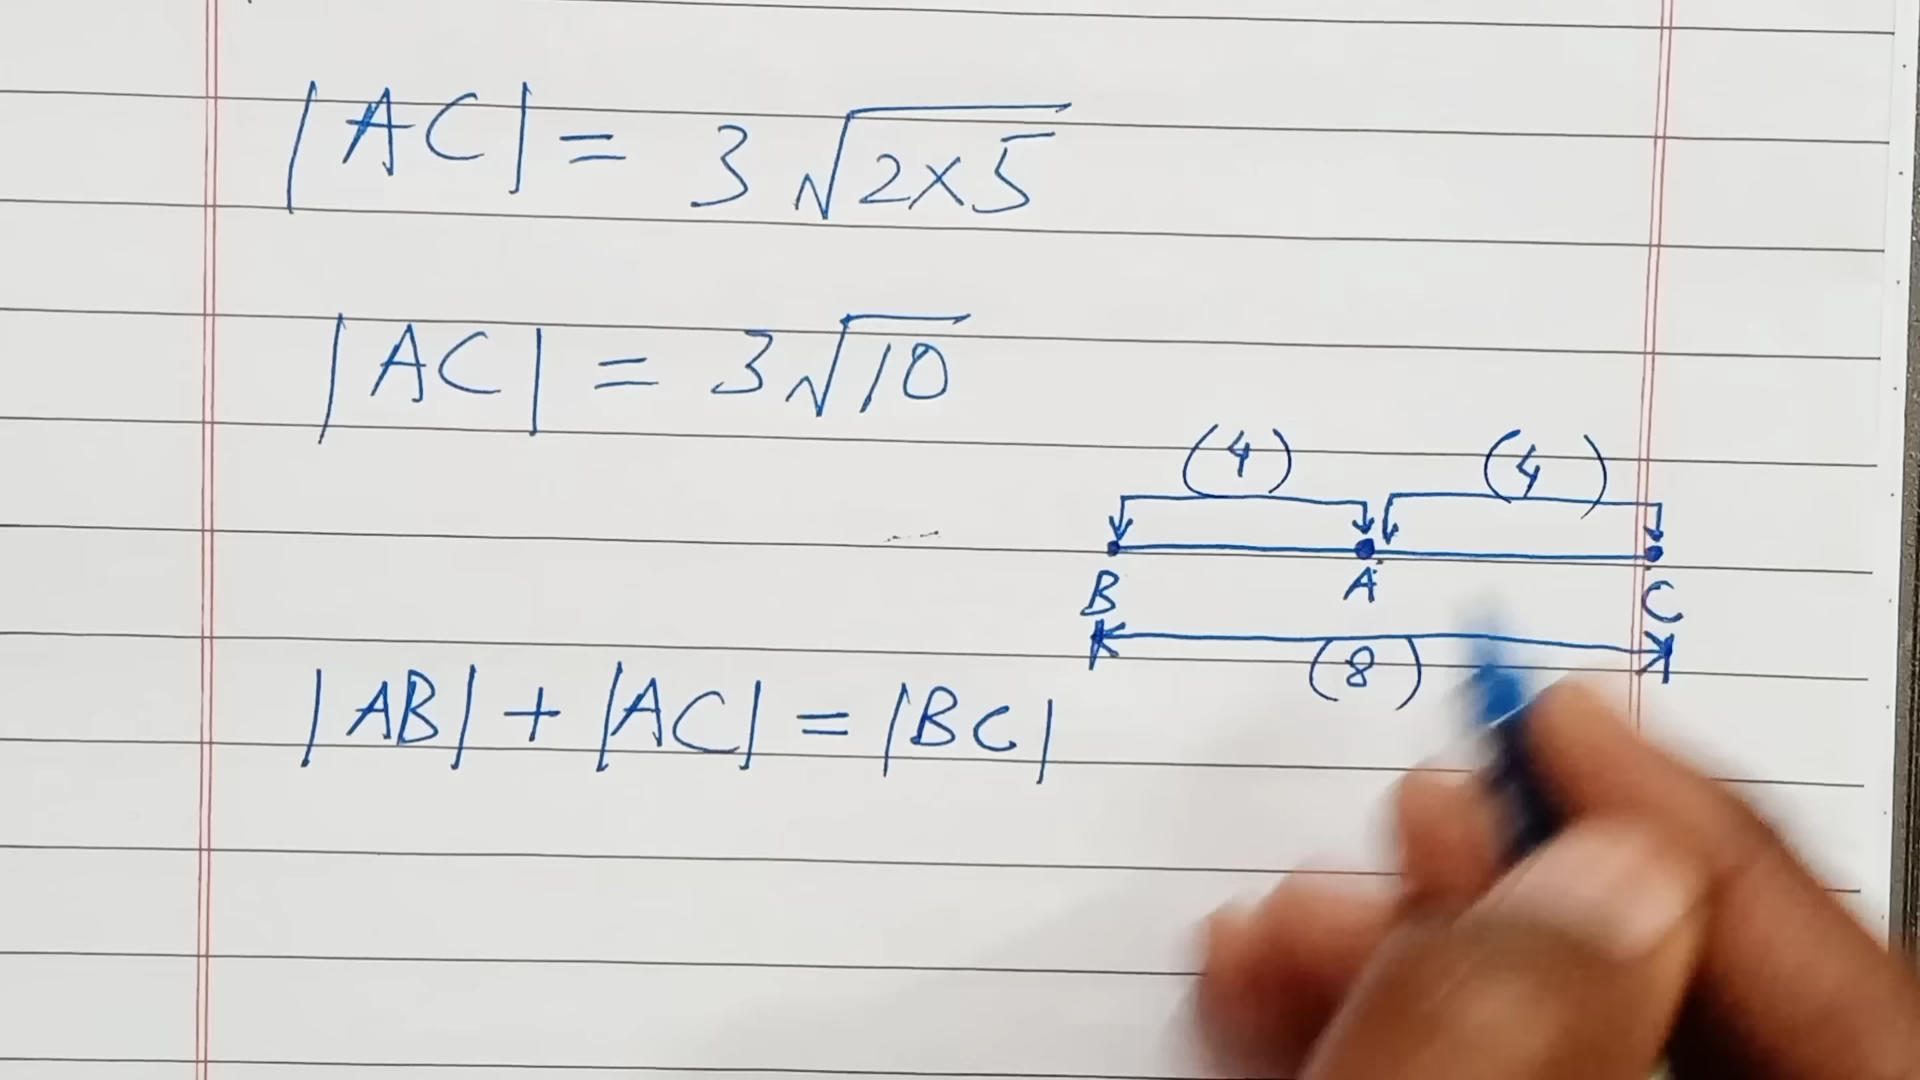 |AC| = 3√2×5
|AC| = 3√10
(4) (4)
B A C
(8)
|AB| + |AC| = |BC|